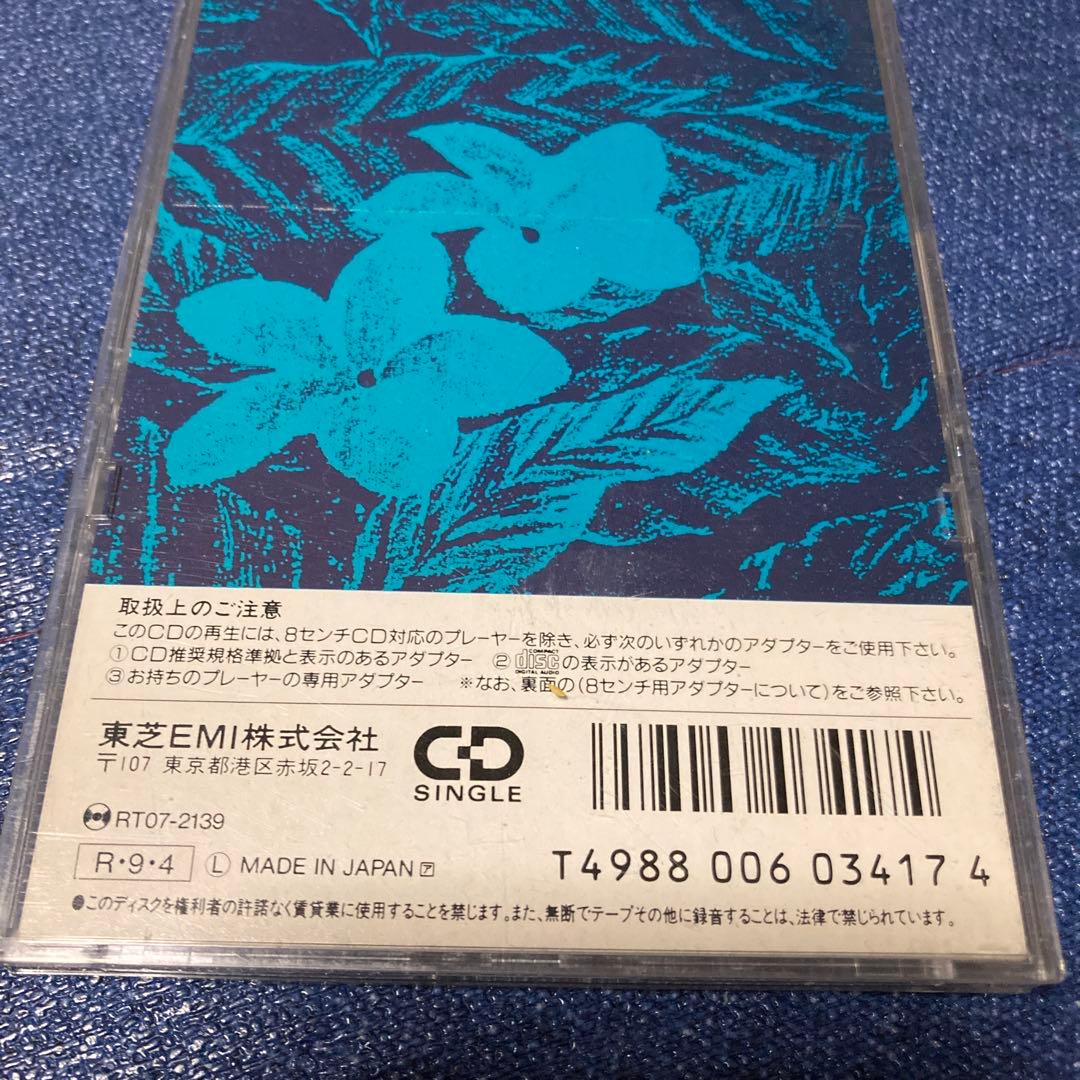 取扱上のご注意
このCDの再生には、8センチCD対応のプレーヤーを除き、必ず次のいずれかのアダプターをご使用下さい。
①CD推奨規格準拠と表示のあるアダプター ②COMPACT disc DIGITAL AUDIOの表示があるアダプター
③お持ちのプレーヤーの専用アダプター ※なお、裏面の(8センチ用アダプターについて)をご参照下さい。
東芝EMI株式会社
〒107 東京都港区赤坂2-2-17
CD
SINGLE
RT07-2139
R・9・4 Ⓛ MADE IN JAPAN ア
T4988 006 03417 4
●このディスクを権利者の許諾なく賃貸業に使用することを禁じます。また、無断でテープその他に録音することは、法律で禁じられています。